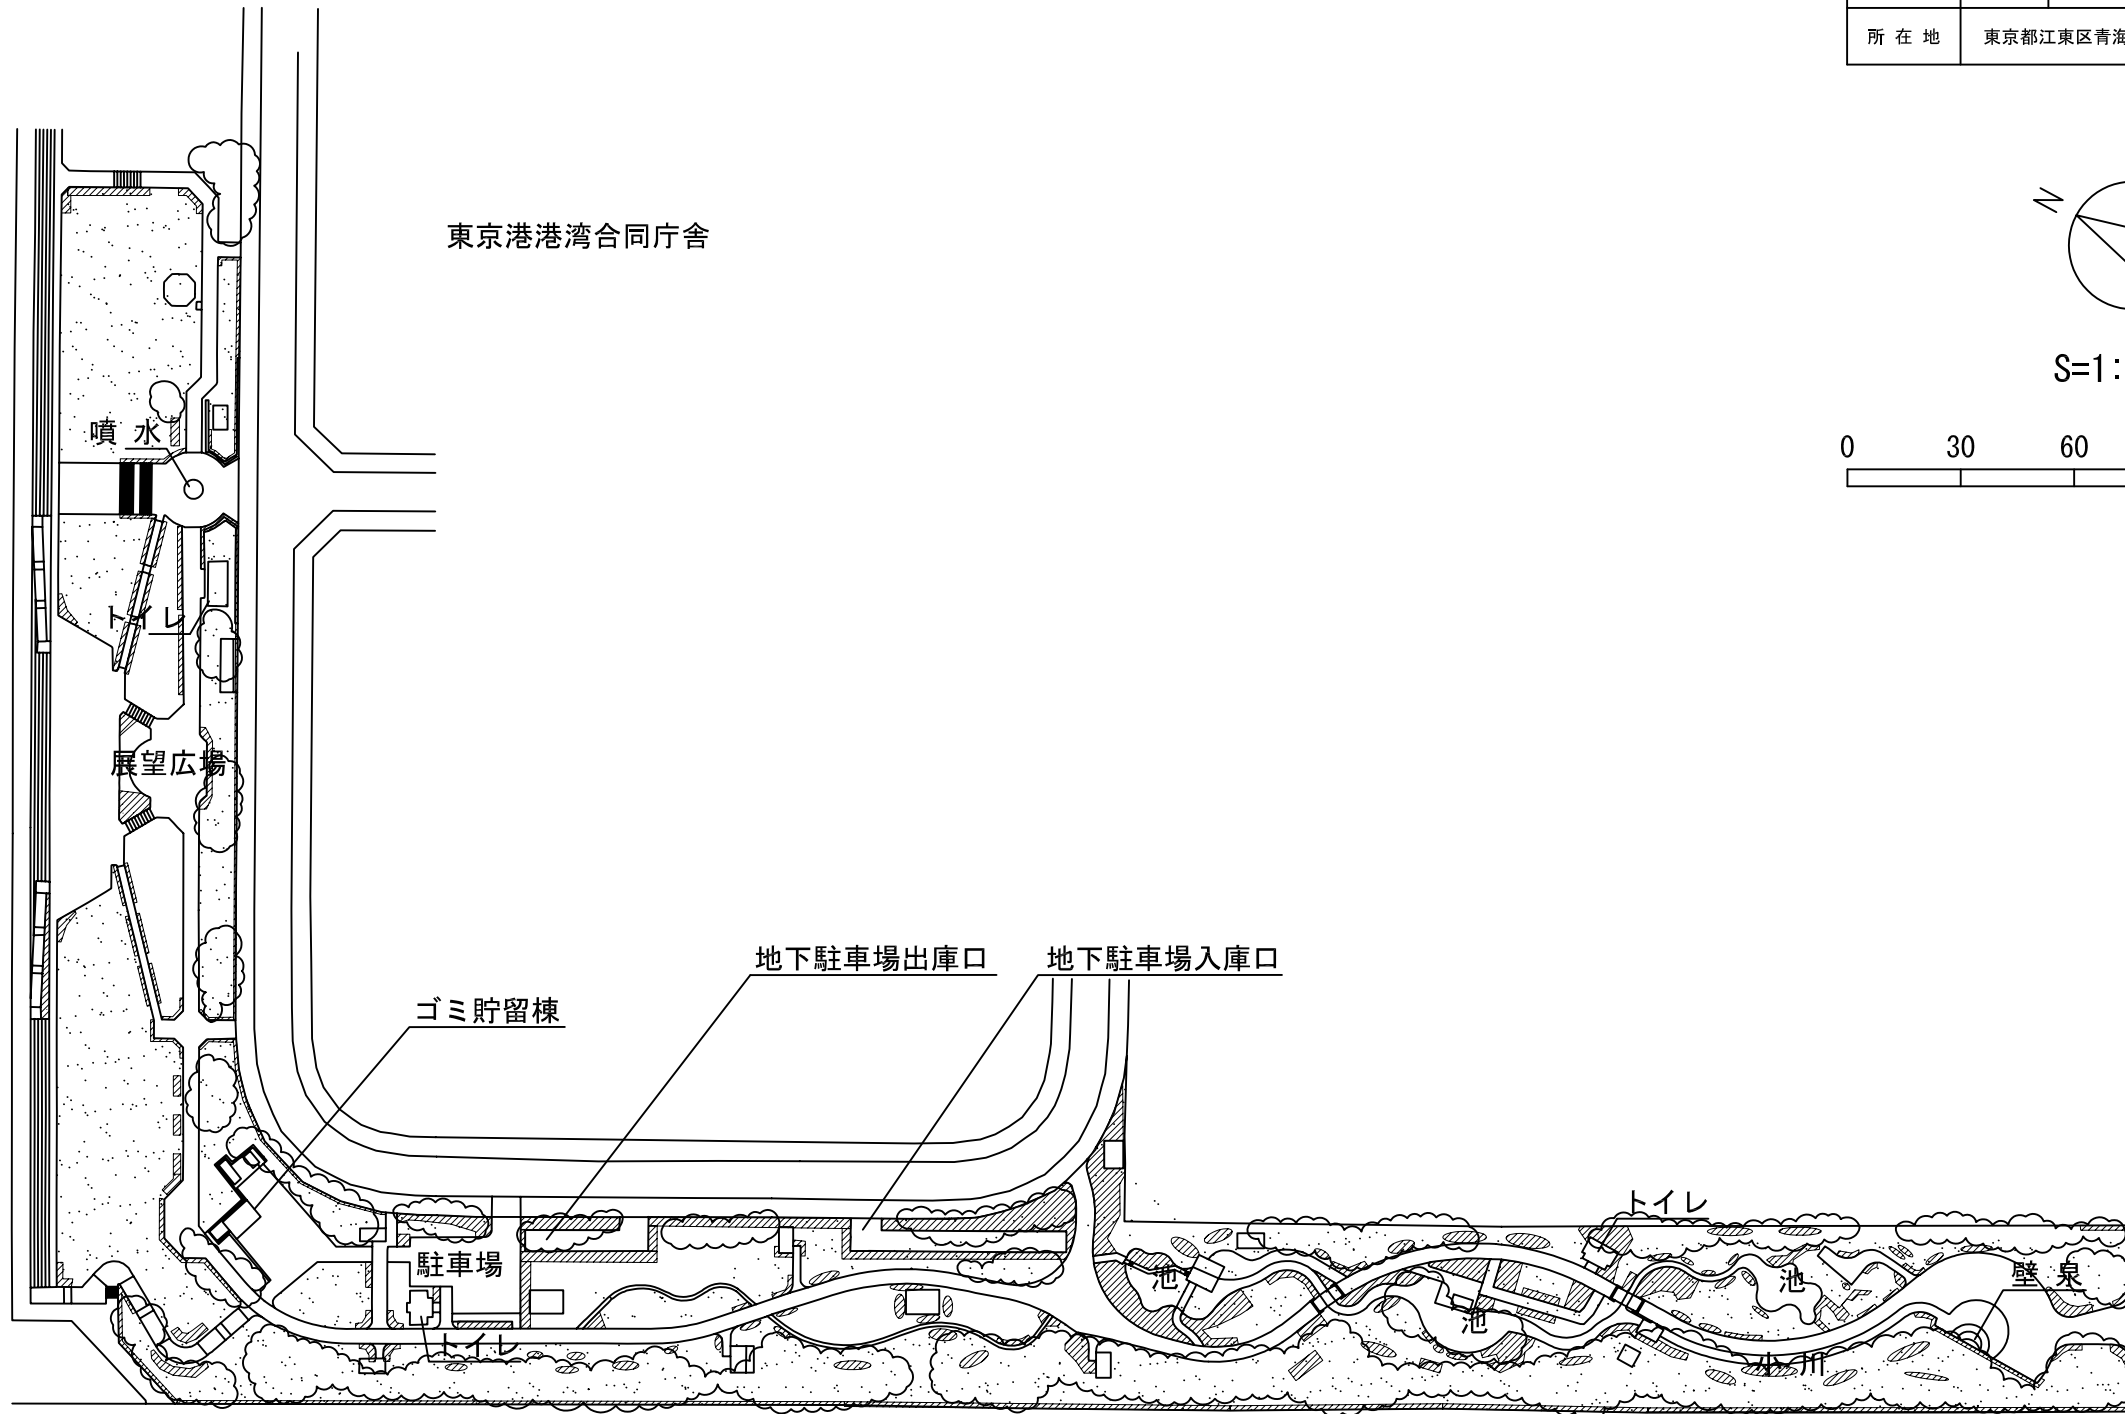 所 在 地 東京都江東区青海
N
東京港港湾合同庁舎
S=1:
0 30 60
噴 水
トイレ
展望広場
地下駐車場出庫口 地下駐車場入庫口
ゴミ貯留棟
トイレ
駐車場
池 池 壁 泉
池
トイレ
小 川